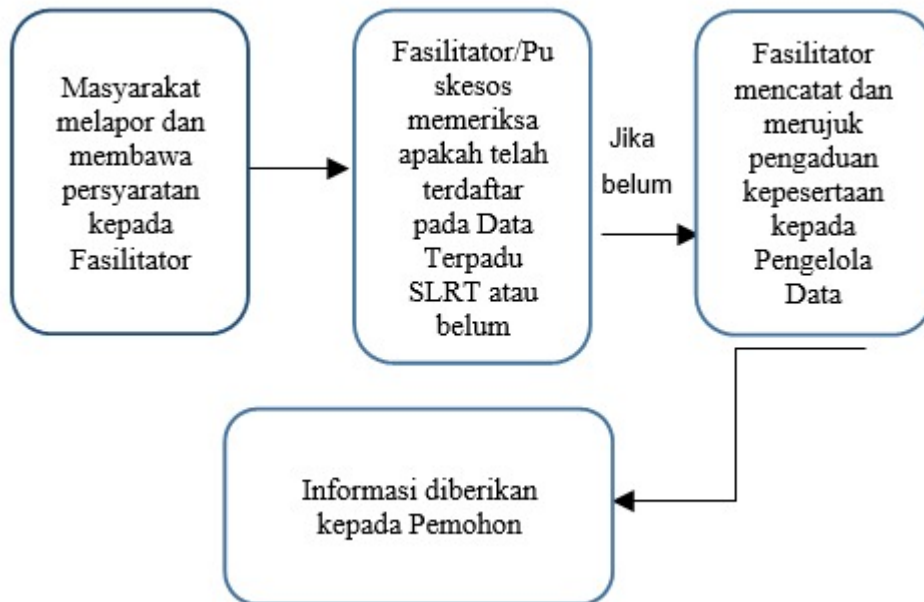 Masyarakat
melapor dan
membawa
persyaratan
kepada
Fasilitator
Fasilitator/Pu
skesos
memeriksa
apakah telah
terdaftar
pada Data
Terpadu
SLRT atau
belum
Jika
belum
Fasilitator
mencatat dan
merujuk
pengaduan
kepesertaan
kepada
Pengelola
Data
Informasi diberikan
kepada Pemohon